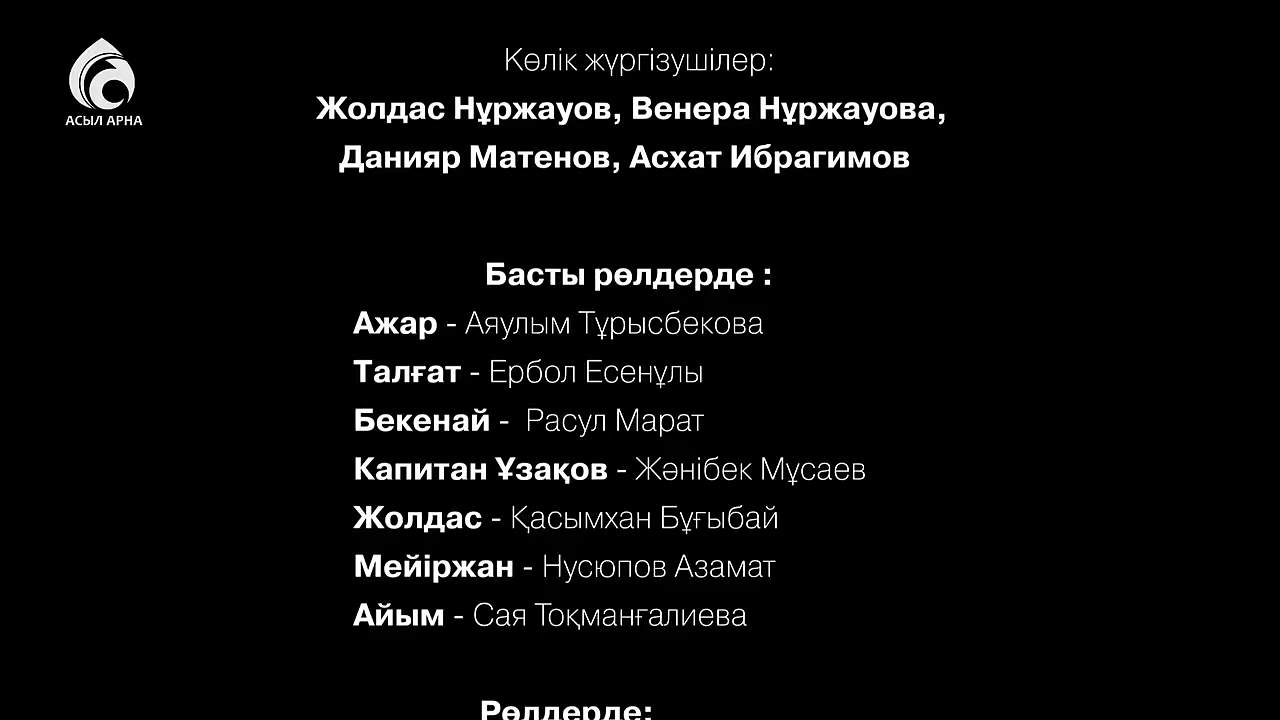 АСЫЛ АРНА
Көлік жүргізушілер:
Жолдас Нұржауов, Венера Нұржауова,
Данияр Матенов, Асхат Ибрагимов
Басты рөлдерде :
Ажар - Аяулым Тұрысбекова
Талғат - Ербол Есенұлы
Бекенай -  Расул Марат
Капитан Ұзақов - Жәнібек Мұсаев
Жолдас - Қасымхан Бұғыбай
Мейіржан - Нусюпов Азамат
Айым - Сая Тоқманғалиева
Рөлдерде: